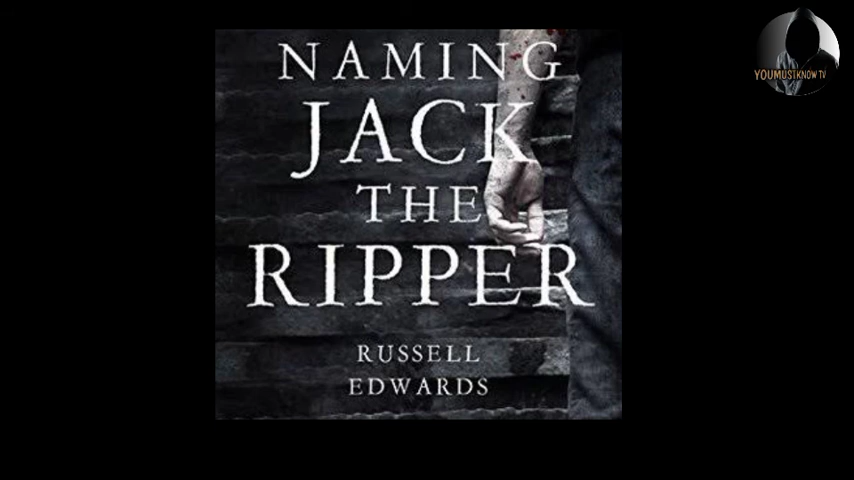 NAMING
JACK
THE
RIPPER
RUSSELL
EDWARDS
YOUMUSTKNOW TV